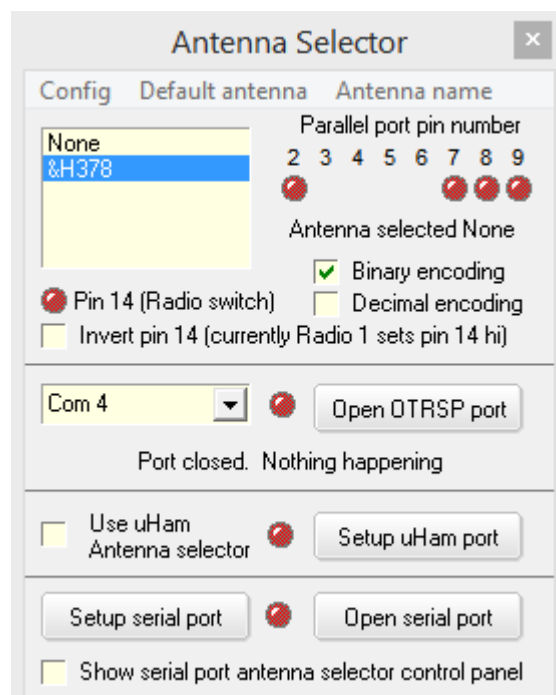 Antenna Selector
Config Default antenna Antenna name
None
&H378
Parallel port pin number
2 3 4 5 6 7 8 9
Antenna selected None
Binary encoding
Pin 14 (Radio switch)
Decimal encoding
Invert pin 14 (currently Radio 1 sets pin 14 hi)
Com 4
Open OTRSP port
Port closed. Nothing happening
Use uHam
Antenna selector
Setup uHam port
Setup serial port
Open serial port
Show serial port antenna selector control panel